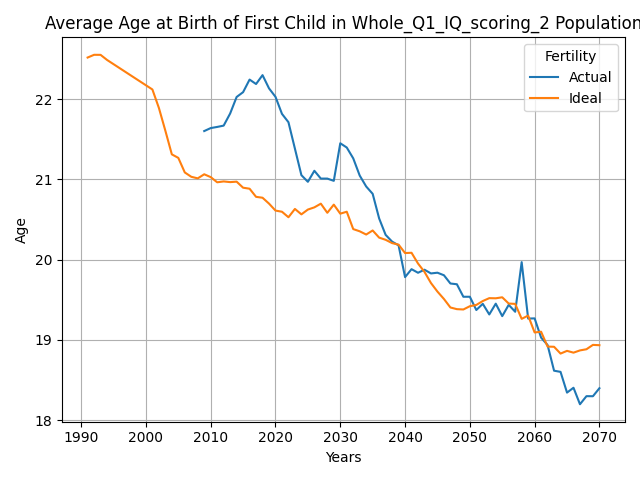 Average Age at Birth of First Child in Whole_Q1_IQ_scoring_2 Population
Fertility
Actual
Ideal
22
21
20
19
18
Age
1990 2000 2010 2020 2030 2040 2050 2060 2070
Years